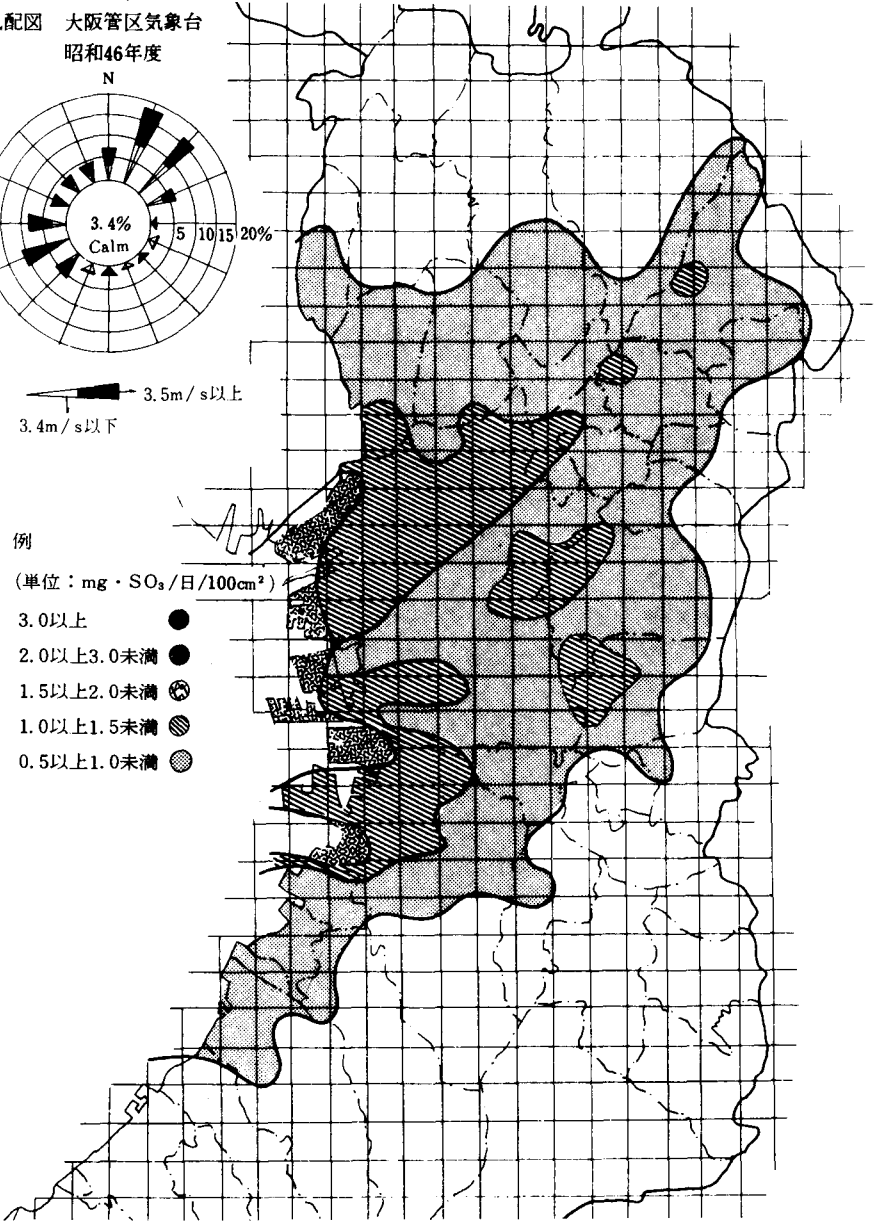 配図 大阪管区気象台
昭和46年度
N
3.4%
Calm
5 10 15 20%
3.5m/s以上
3.4m/s以下
例
(単位：mg・SO₃/日/100cm²)
3.0以上
2.0以上3.0未満
1.5以上2.0未満
1.0以上1.5未満
0.5以上1.0未満